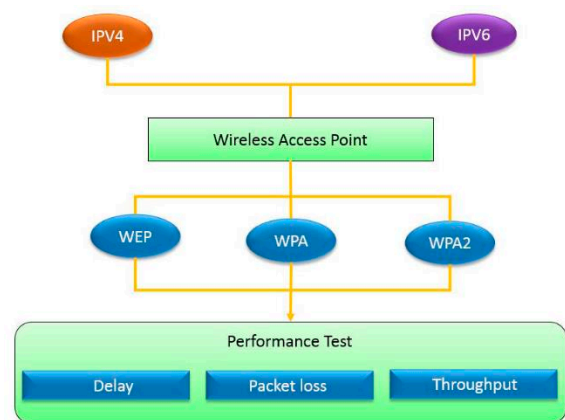 IPV4
IPV6
Wireless Access Point
WEP
WPA
WPA2
Performance Test
Delay
Packet loss
Throughput